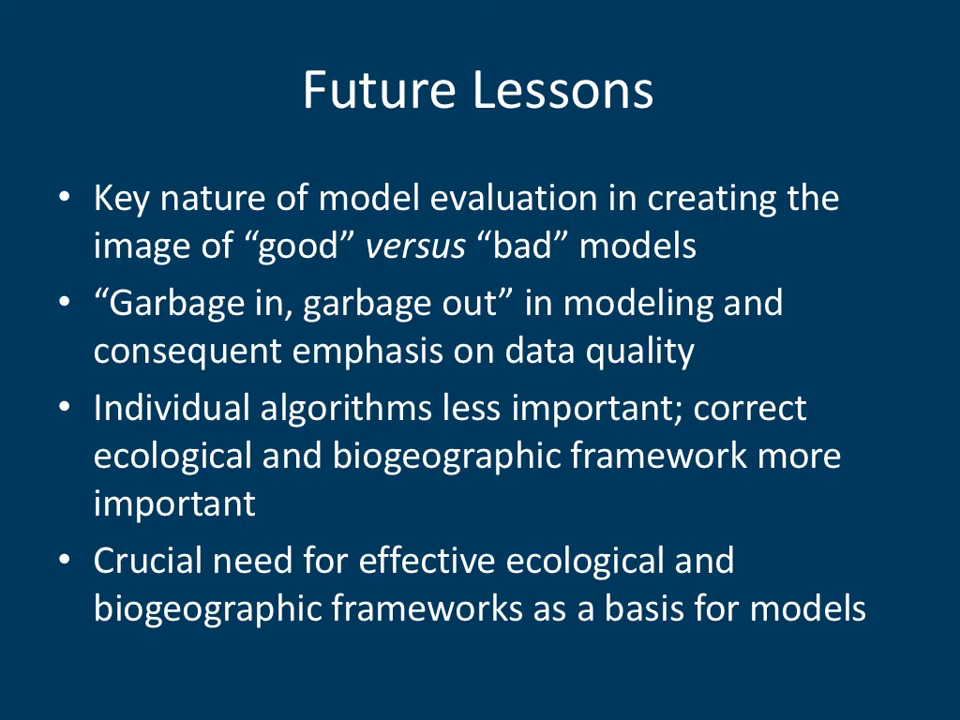 Future Lessons
• Key nature of model evaluation in creating the
image of “good” versus “bad” models
• “Garbage in, garbage out” in modeling and
consequent emphasis on data quality
• Individual algorithms less important; correct
ecological and biogeographic framework more
important
• Crucial need for effective ecological and
biogeographic frameworks as a basis for models